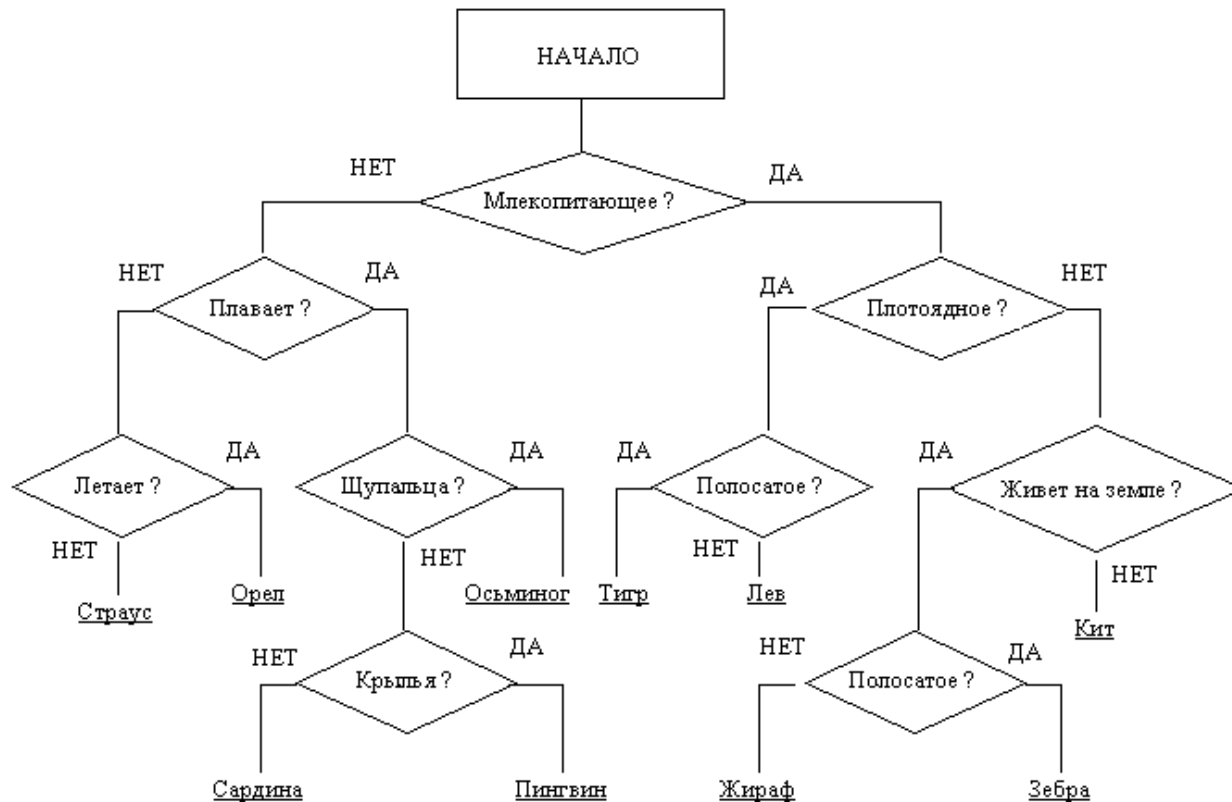 НАЧАЛО
НЕТ
ДА
Млекопитающее ?
НЕТ
ДА
ДА
НЕТ
Плавает ?
Плотоядное ?
ДА
ДА
ДА
ДА
Летает ?
Щупальца ?
Полосатое ?
Живет на земле ?
НЕТ
НЕТ
НЕТ
НЕТ
Страус
Орел
Осьминог
Тигр
Лев
Кит
НЕТ
ДА
НЕТ
ДА
Крылья ?
Полосатое ?
Сардина
Пингвин
Жираф
Зебра